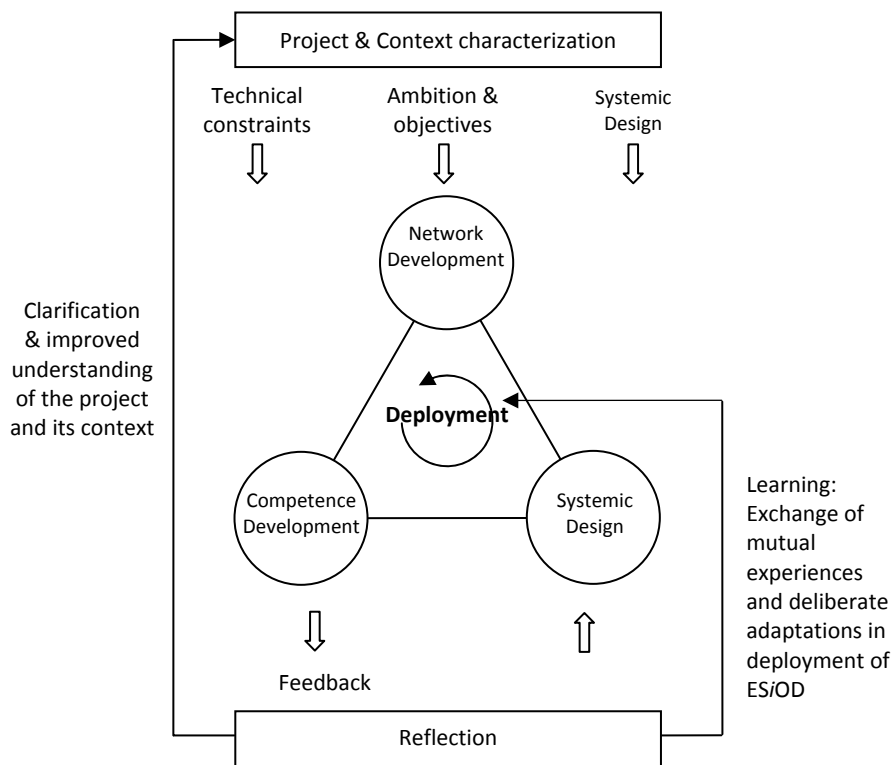 Project & Context characterization
Technical
constraints
Ambition &
objectives
Systemic
Design
Network
Development
Clarification
& improved
understanding
of the project
and its context
Deployment
Competence
Development
Systemic
Design
Learning:
Exchange of
mutual
experiences
and deliberate
adaptations in
deployment of
ESiOD
Feedback
Reflection